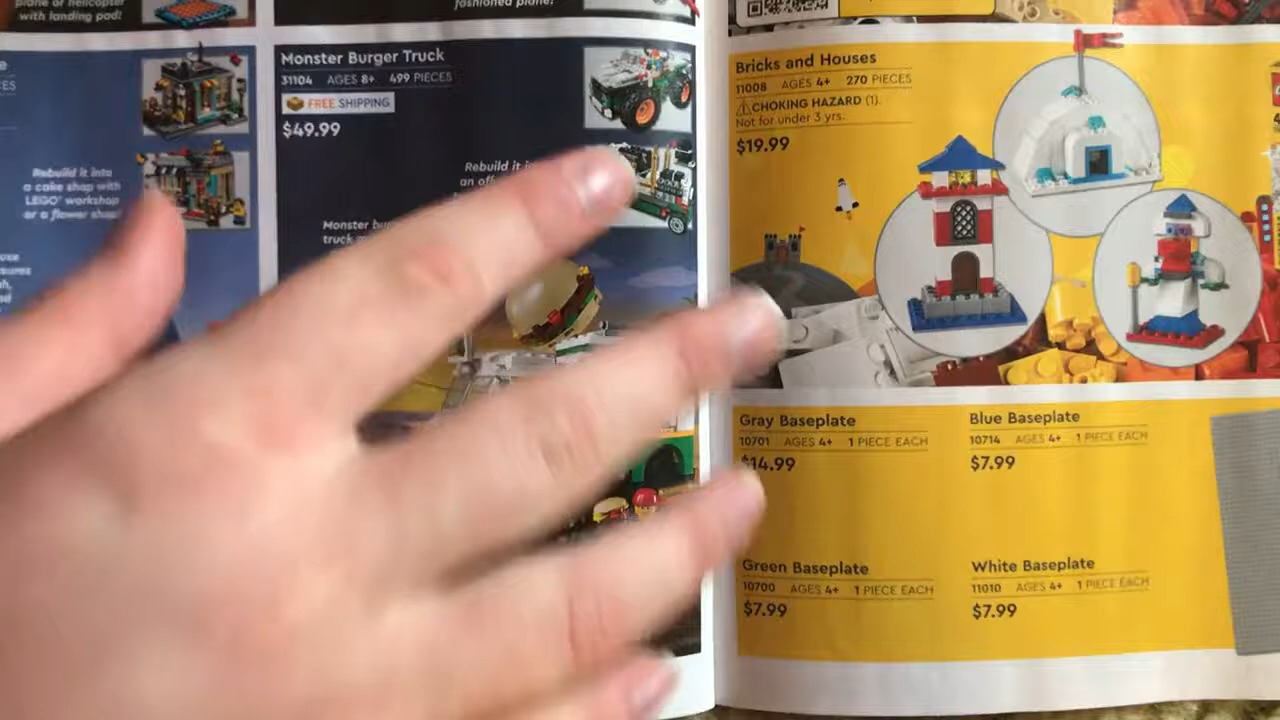 plane or helicopter
with landing pad!
fashioned plane!
Rebuild it into
a cake shop with
LEGO® workshop
or a flower shop!
Monster Burger Truck
31104 AGES 8+ 499 PIECES
FREE SHIPPING
$49.99
Rebuild it
an off
Monster
truck
Bricks and Houses
11008 AGES 4+ 270 PIECES
⚠CHOKING HAZARD (1).
Not for under 3 yrs.
$19.99
Gray Baseplate
10701 AGES 4+ 1 PIECE EACH
$14.99
Blue Baseplate
10714 AGES 4+ 1 PIECE EACH
$7.99
Green Baseplate
10700 AGES 4+ 1 PIECE EACH
$7.99
White Baseplate
11010 AGES 4+ 1 PIECE EACH
$7.99